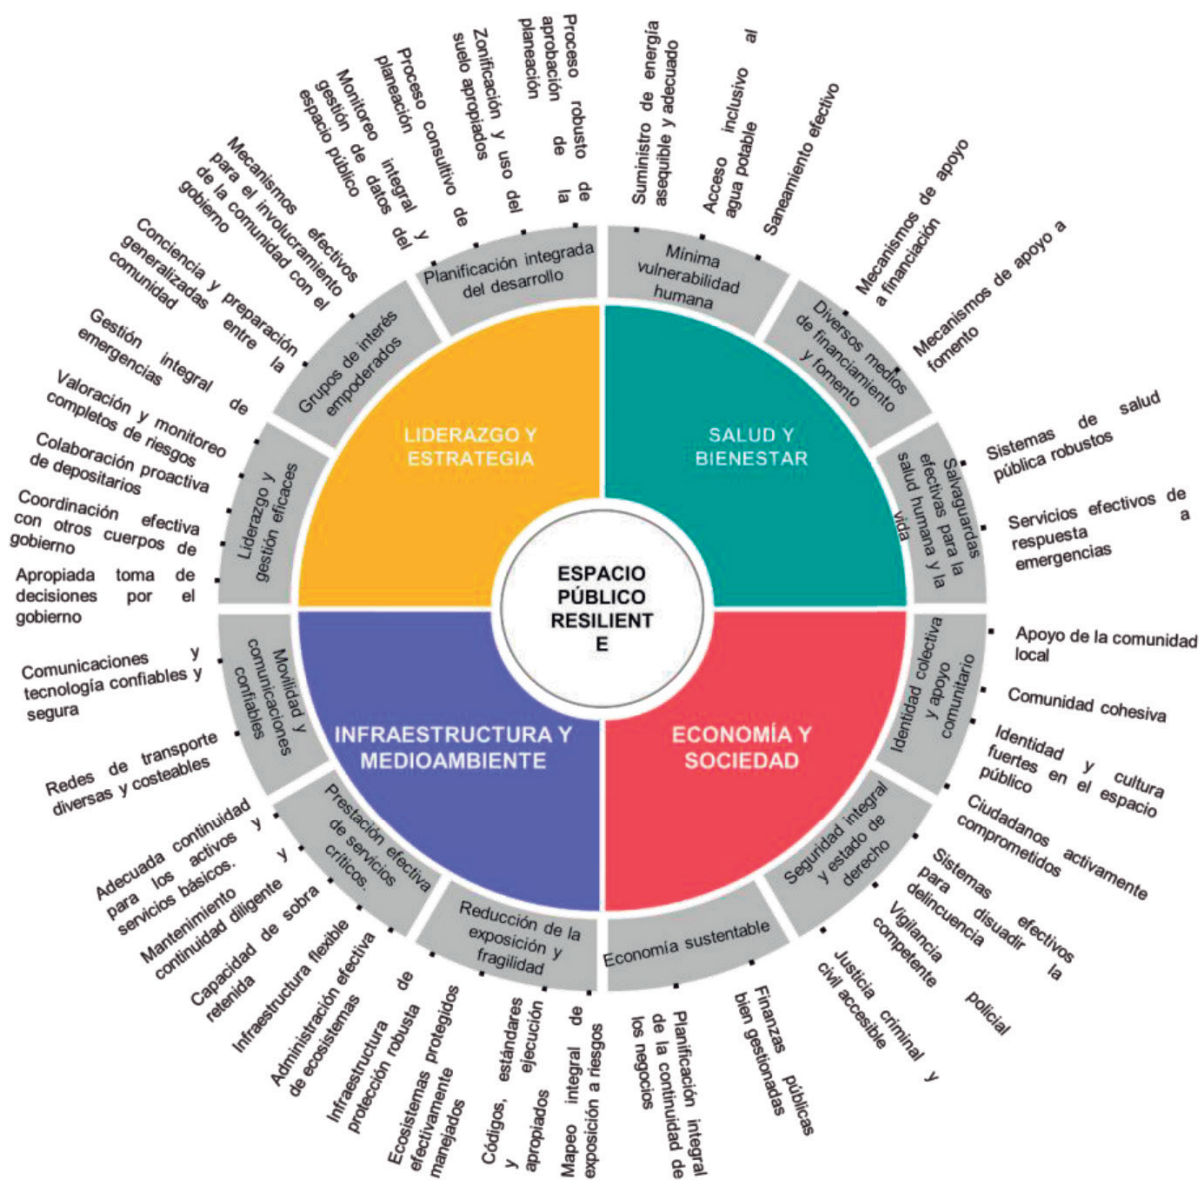 Proceso robusto de
aprobación de la
planeación
Zonificación y uso del
suelo apropiados
Proceso consultivo de
planeación
Monitoreo integral y
gestión de datos del
espacio público
Mecanismos efectivos
para el involucramiento
de la comunidad con el
gobierno
Conciencia y preparación
generalizadas entre la
comunidad
Gestión integral de
emergencias
Valoración y monitoreo
completos de riesgos
Colaboración proactiva
de depositarios
Coordinación efectiva
con otros cuerpos de
gobierno
Apropiada toma de
decisiones por el
gobierno
Suministro de energía
asequible y adecuado
Acceso inclusivo al
agua potable
Saneamiento efectivo
Mecanismos de apoyo
a financiación
Mecanismos de apoyo a
fomento
Sistemas de salud
pública robustos
Servicios efectivos de
respuesta a
emergencias
Planificación integrada
del desarrollo
Grupos de interés
empoderados
Liderazgo y
gestión eficaces
Mínima
vulnerabilidad
humana
Diversos medios
de financiamiento
y fomento
Salvaguardas
efectivas para la
salud humana y la
vida
LIDERAZGO Y
ESTRATEGIA
SALUD Y
BIENESTAR
ESPACIO
PÚBLICO
RESILIENT
E
INFRAESTRUCTURA Y
MEDIOAMBIENTE
ECONOMÍA Y
SOCIEDAD
Movilidad y
comunicaciones
confiables
Prestación efectiva
de servicios
críticos.
Reducción de la
exposición y
fragilidad
Economía sustentable
Seguridad integral
y estado de
derecho
Identidad colectiva
y apoyo
comunitario
Comunicaciones y
tecnología confiables y
segura
Redes de transporte
diversas y costeables
Adecuada continuidad
para los activos y
servicios básicos.
Mantenimiento y
continuidad diligente
Capacidad de sobra
retenida
Infraestructura flexible
Administración efectiva
de ecosistemas
Infraestructura de
protección robusta
Ecosistemas protegidos
efectivamente
manejados
Códigos, estándares
y ejecución
apropiados
Mapeo integral de
exposición a riesgos
Planificación integral
de la continuidad de
los negocios
Finanzas públicas
bien gestionadas
Justicia criminal y
civil accesible
Vigilancia policial
competente
Sistemas efectivos
para disuadir la
delincuencia
Ciudadanos activamente
comprometidos
Identidad y cultura
fuertes en el espacio
público
Comunidad cohesiva
Apoyo de la comunidad
local